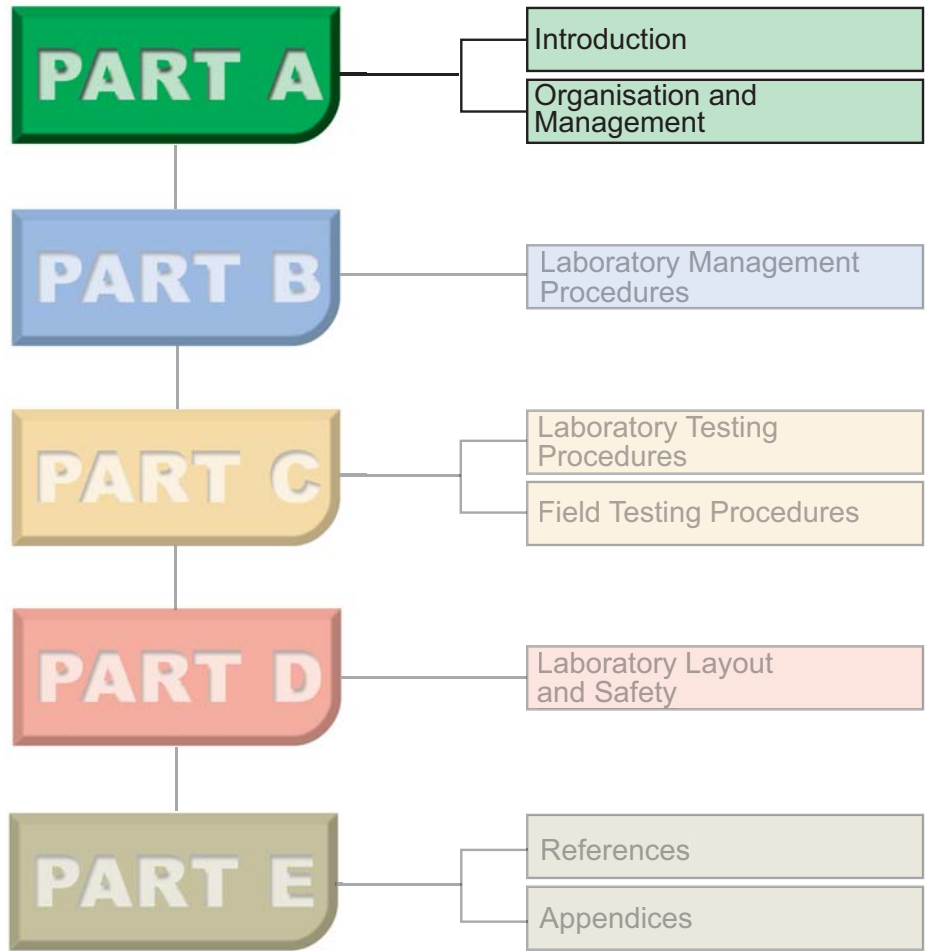 PART A
Introduction
Organisation and
Management
PART B
Laboratory Management
Procedures
PART C
Laboratory Testing
Procedures
Field Testing Procedures
PART D
Laboratory Layout
and Safety
PART E
References
Appendices